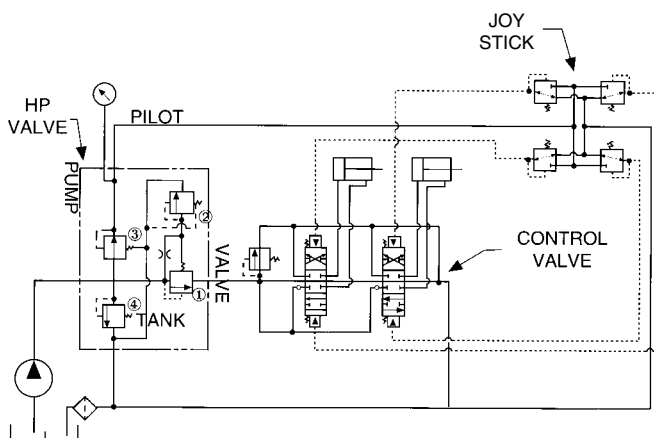 JOY
STICK
HP
VALVE
PILOT
PUMP
②
③
VALVE
CONTROL
VALVE
①
④
TANK